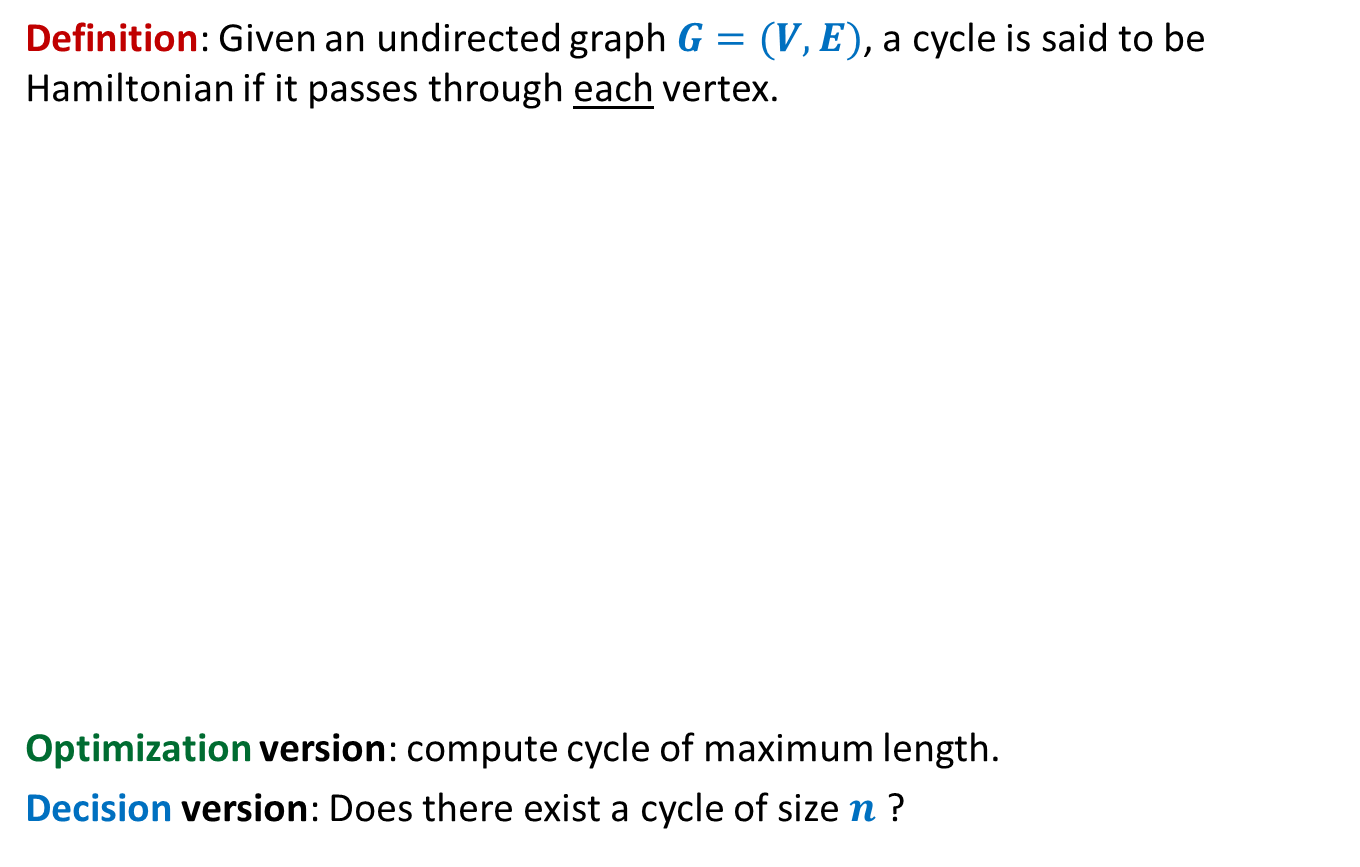 Definition: Given an undirected graph G = (V, E), a cycle is said to be
Hamiltonian if it passes through each vertex.
Optimization version: compute cycle of maximum length.
Decision version: Does there exist a cycle of size n ?